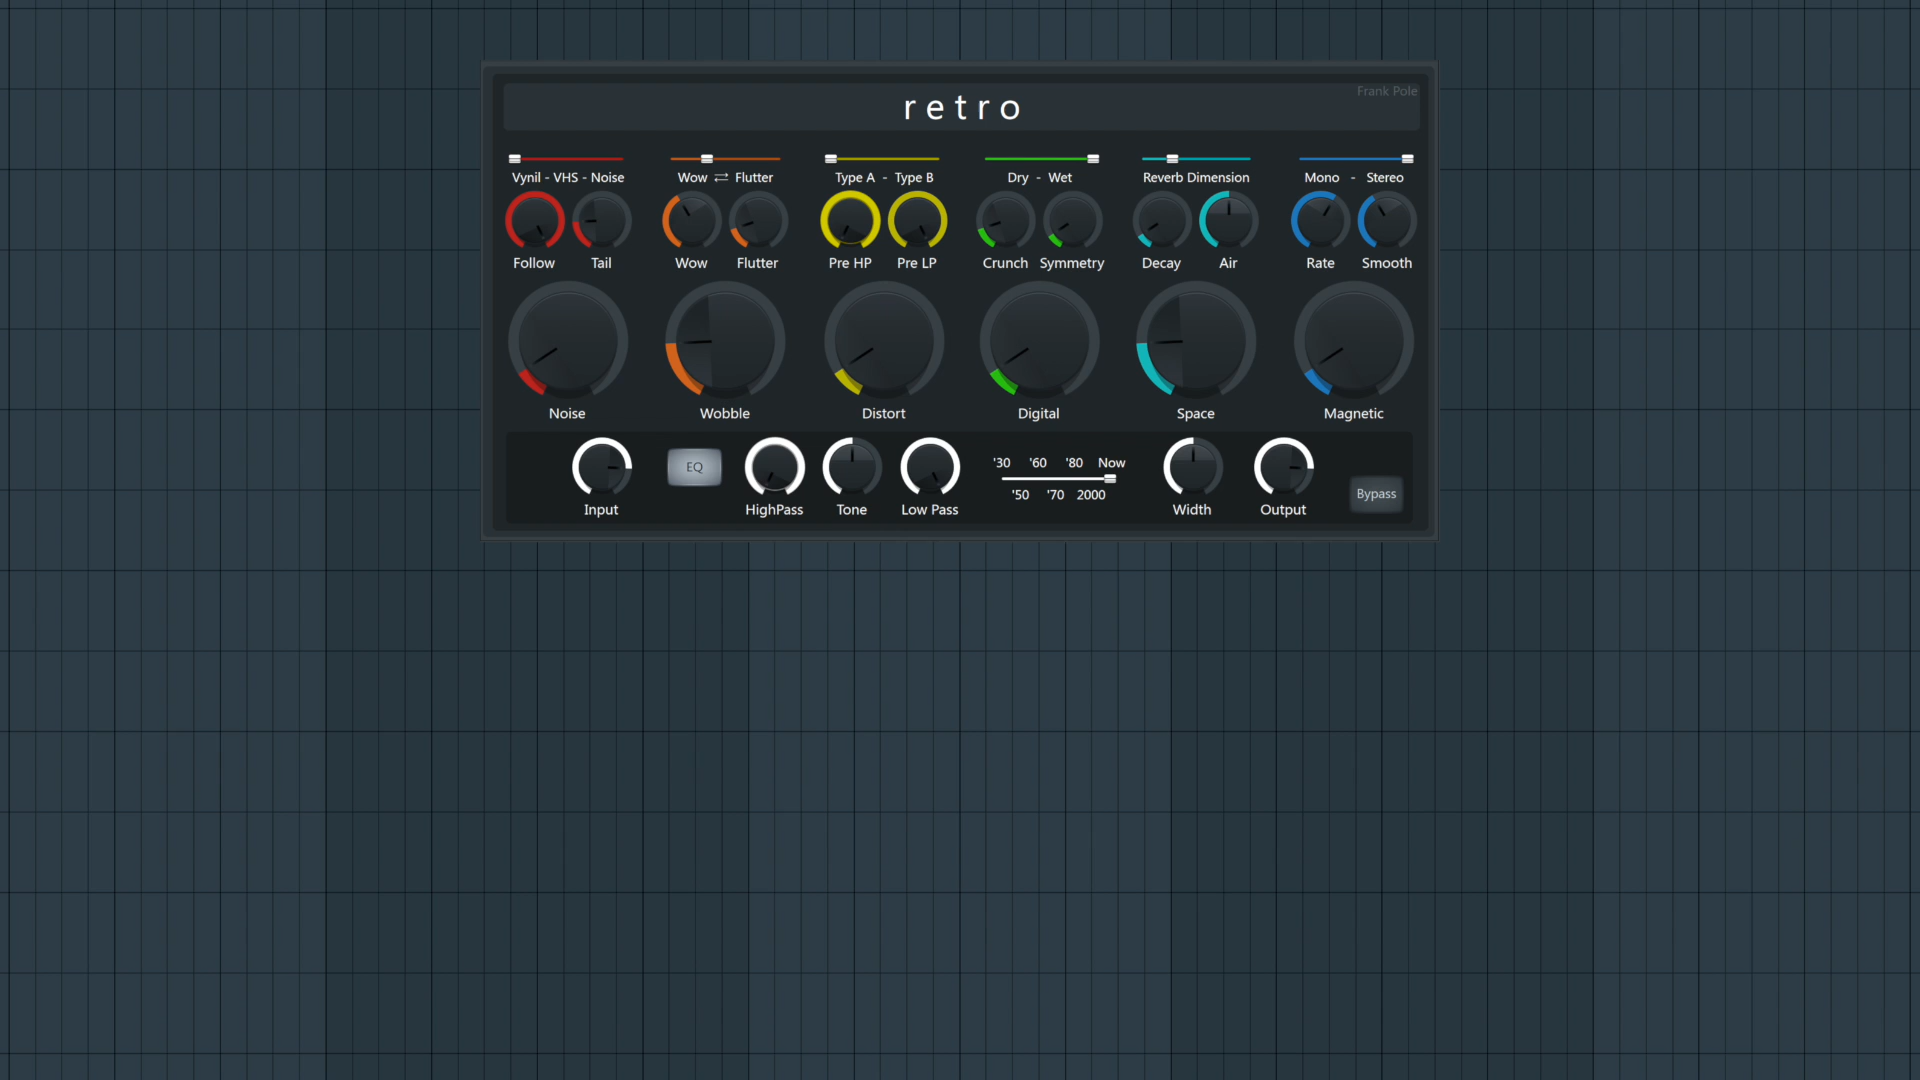 retro
Frank Pole
Vynil - VHS - Noise
Wow ⇄ Flutter
Type A - Type B
Dry - Wet
Reverb Dimension
Mono - Stereo
Follow
Tail
Wow
Flutter
Pre HP
Pre LP
Crunch
Symmetry
Decay
Air
Rate
Smooth
Noise
Wobble
Distort
Digital
Space
Magnetic
Input
EQ
HighPass
Tone
Low Pass
'30 '60 '80 Now
'50 '70 2000
Width
Output
Bypass